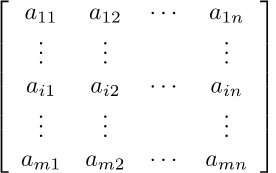 a11 a12 ⋯ a1n
⋮ ⋮ ⋮
ai1 ai2 ⋯ ain
⋮ ⋮ ⋮
am1 am2 ⋯ amn